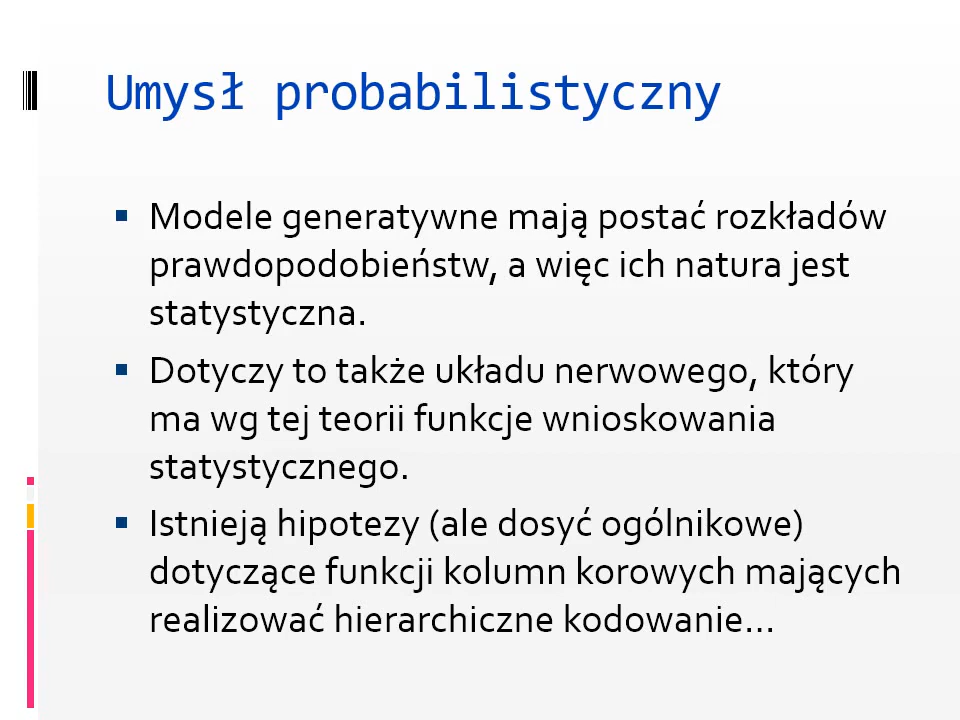 Umysł probabilistyczny
▪ Modele generatywne mają postać rozkładów
prawdopodobieństw, a więc ich natura jest
statystyczna.
▪ Dotyczy to także układu nerwowego, który
ma wg tej teorii funkcje wnioskowania
statystycznego.
▪ Istnieją hipotezy (ale dosyć ogólnikowe)
dotyczące funkcji kolumn korowych mających
realizować hierarchiczne kodowanie...